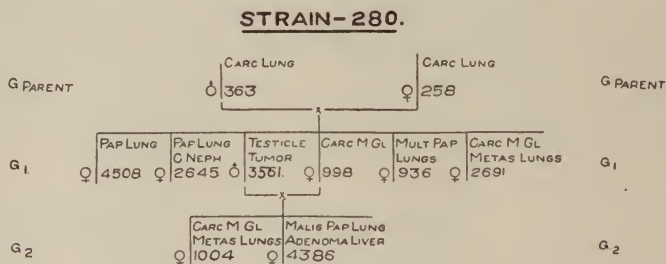 STRAIN-280.
CARC LUNG CARC LUNG
G PARENT ♂ 363 ♀ 258 G PARENT
x
PAP LUNG PAP LUNG TESTICLE CARC M GL MULT PAP CARC M GL
C NEPH TUMOR LUNGS METAS LUNGS
G1. ♀ 4508 ♀ 2645 ♂ 3561. ♀ 998 ♀ 936 ♀ 2691 G1
x
CARC M GL MALIG PAP LUNG
METAS LUNGS ADENOMA LIVER
G2 ♀ 1004 ♀ 4386 G2